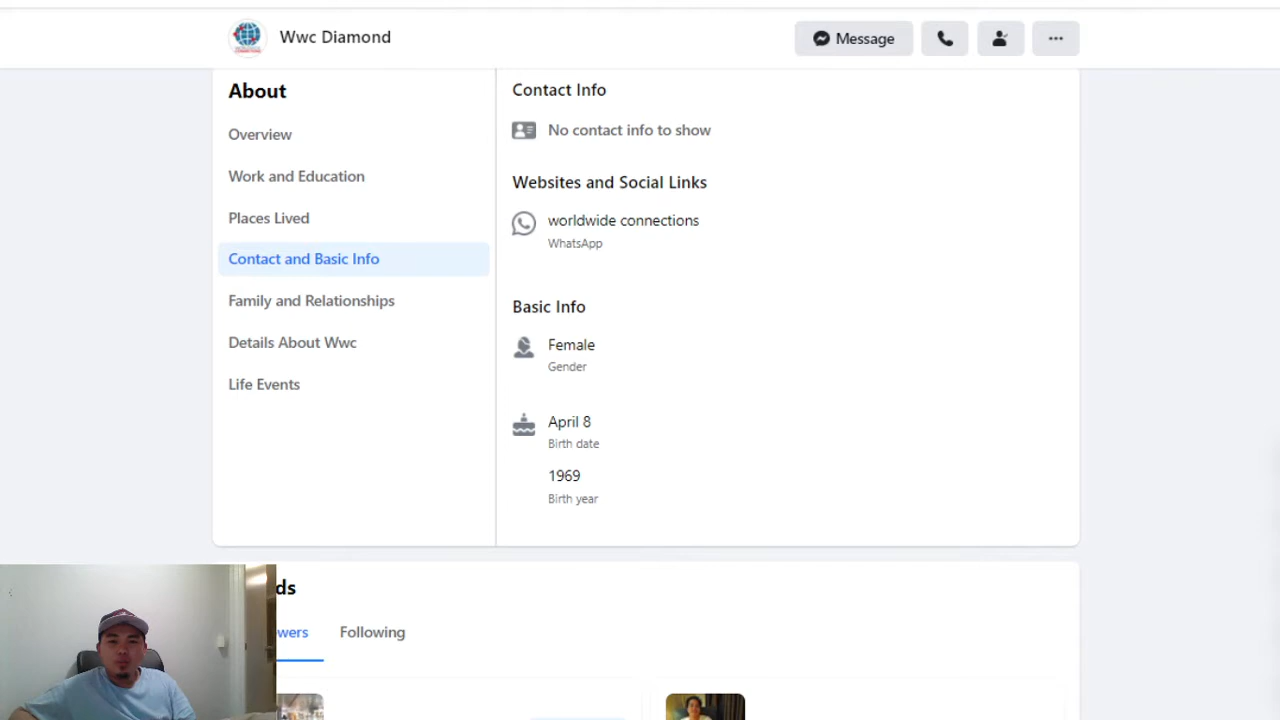 Wwc Diamond
Message
About
Overview
Work and Education
Places Lived
Contact and Basic Info
Family and Relationships
Details About Wwc
Life Events
Contact Info
No contact info to show
Websites and Social Links
worldwide connections
WhatsApp
Basic Info
Female
Gender
April 8
Birth date
1969
Birth year
ds
wers
Following